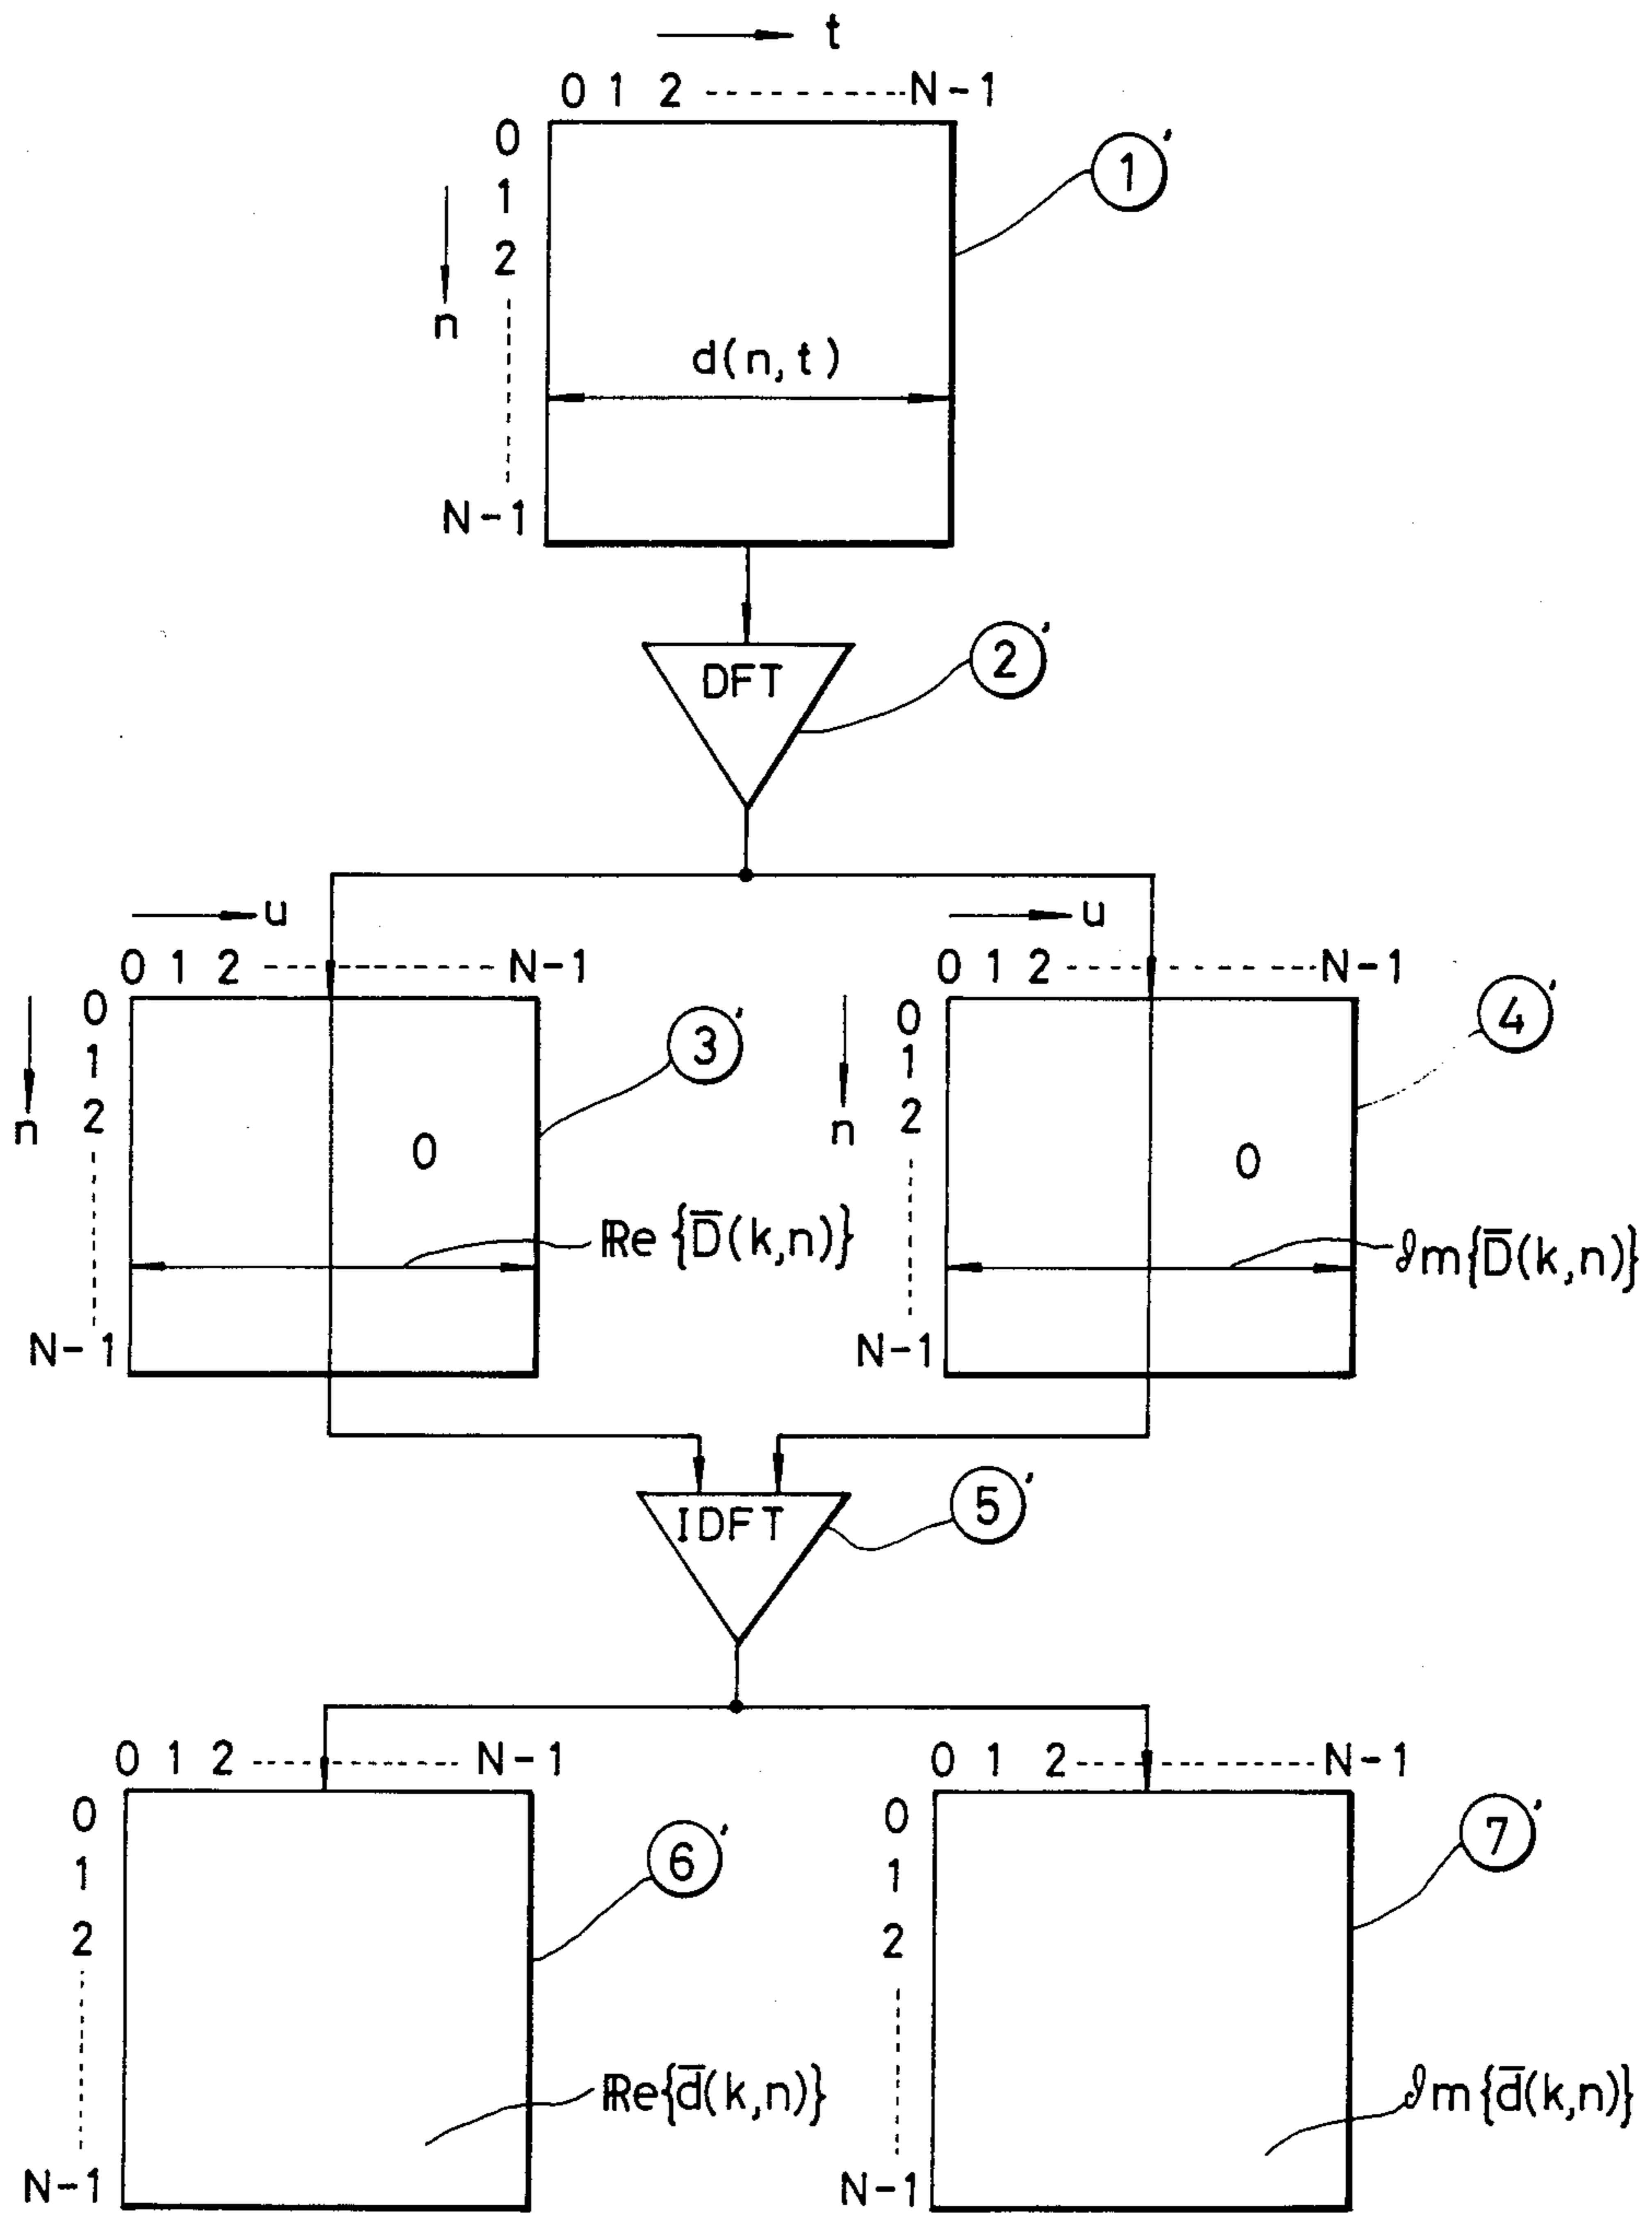 t
0 1 2 ---------- N-1
0
1
1'
2
n
d(n,t)
N-1
DFT
2'
u
u
0 1 2 ---------- N-1
0 1 2 ---------- N-1
0
1
2
n
3'
0
0
1
2
n
4'
0
Re {D̅(k,n)}
Im{D̅(k,n)}
N-1
N-1
IDFT
5'
0 1 2 ---------- N-1
0 1 2 ---------- N-1
0
1
2
6'
0
1
2
7'
Re{d̅(k,n)}
Im{d̅(k,n)}
N-1
N-1